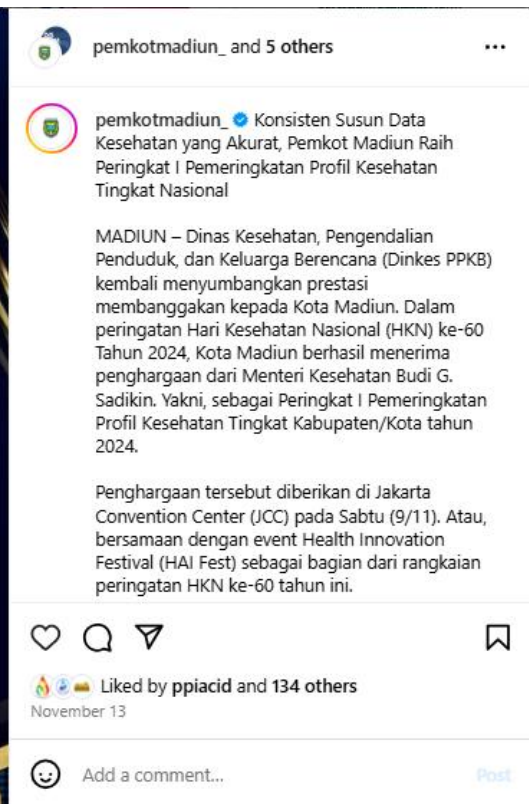 pemkotmadiun_ and 5 others
pemkotmadiun_ Konsisten Susun Data
Kesehatan yang Akurat, Pemkot Madiun Raih
Peringkat I Pemeringkatan Profil Kesehatan
Tingkat Nasional
MADIUN – Dinas Kesehatan, Pengendalian
Penduduk, dan Keluarga Berencana (Dinkes PPKB)
kembali menyumbangkan prestasi
membanggakan kepada Kota Madiun. Dalam
peringatan Hari Kesehatan Nasional (HKN) ke-60
Tahun 2024, Kota Madiun berhasil menerima
penghargaan dari Menteri Kesehatan Budi G.
Sadikin. Yakni, sebagai Peringkat I Pemeringkatan
Profil Kesehatan Tingkat Kabupaten/Kota tahun
2024.
Penghargaan tersebut diberikan di Jakarta
Convention Center (JCC) pada Sabtu (9/11). Atau,
bersamaan dengan event Health Innovation
Festival (HAI Fest) sebagai bagian dari rangkaian
peringatan HKN ke-60 tahun ini.
Liked by ppiacid and 134 others
November 13
Add a comment...
Post